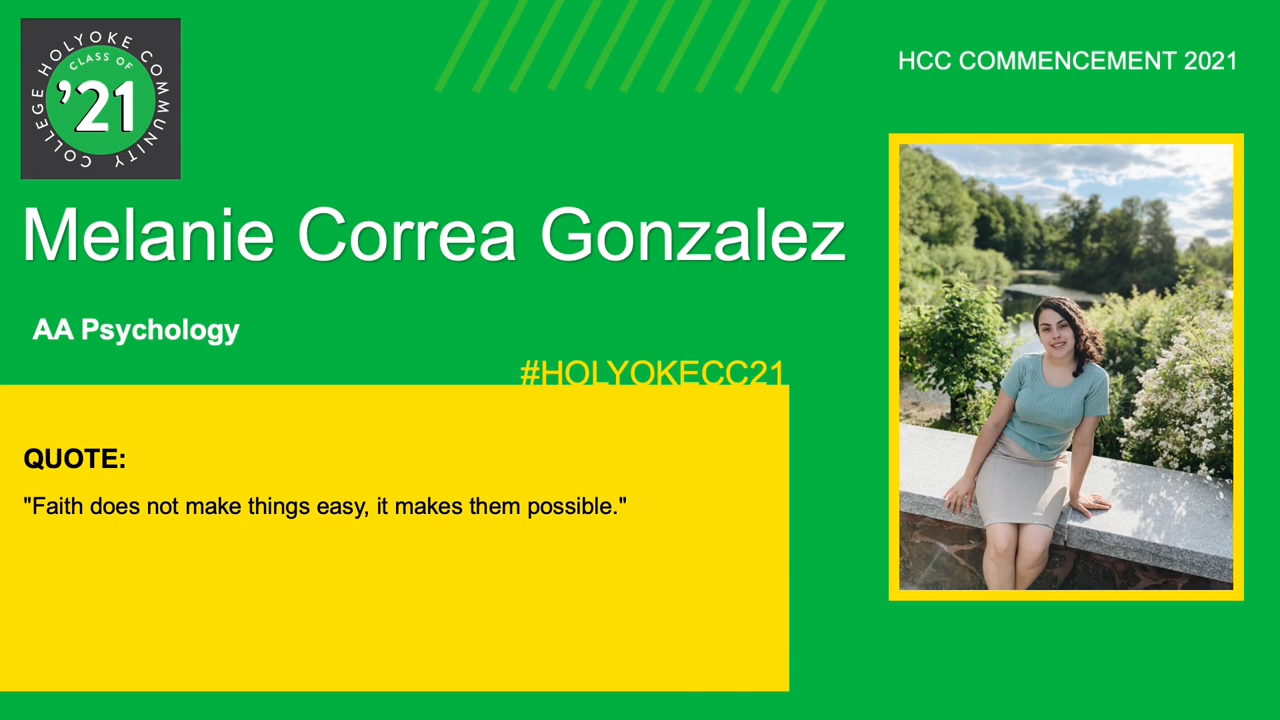 HOLYOKE COMMUNITY COLLEGE
CLASS OF
'21
HCC COMMENCEMENT 2021
Melanie Correa Gonzalez
AA Psychology
#HOLYOKECC21
QUOTE:
"Faith does not make things easy, it makes them possible."